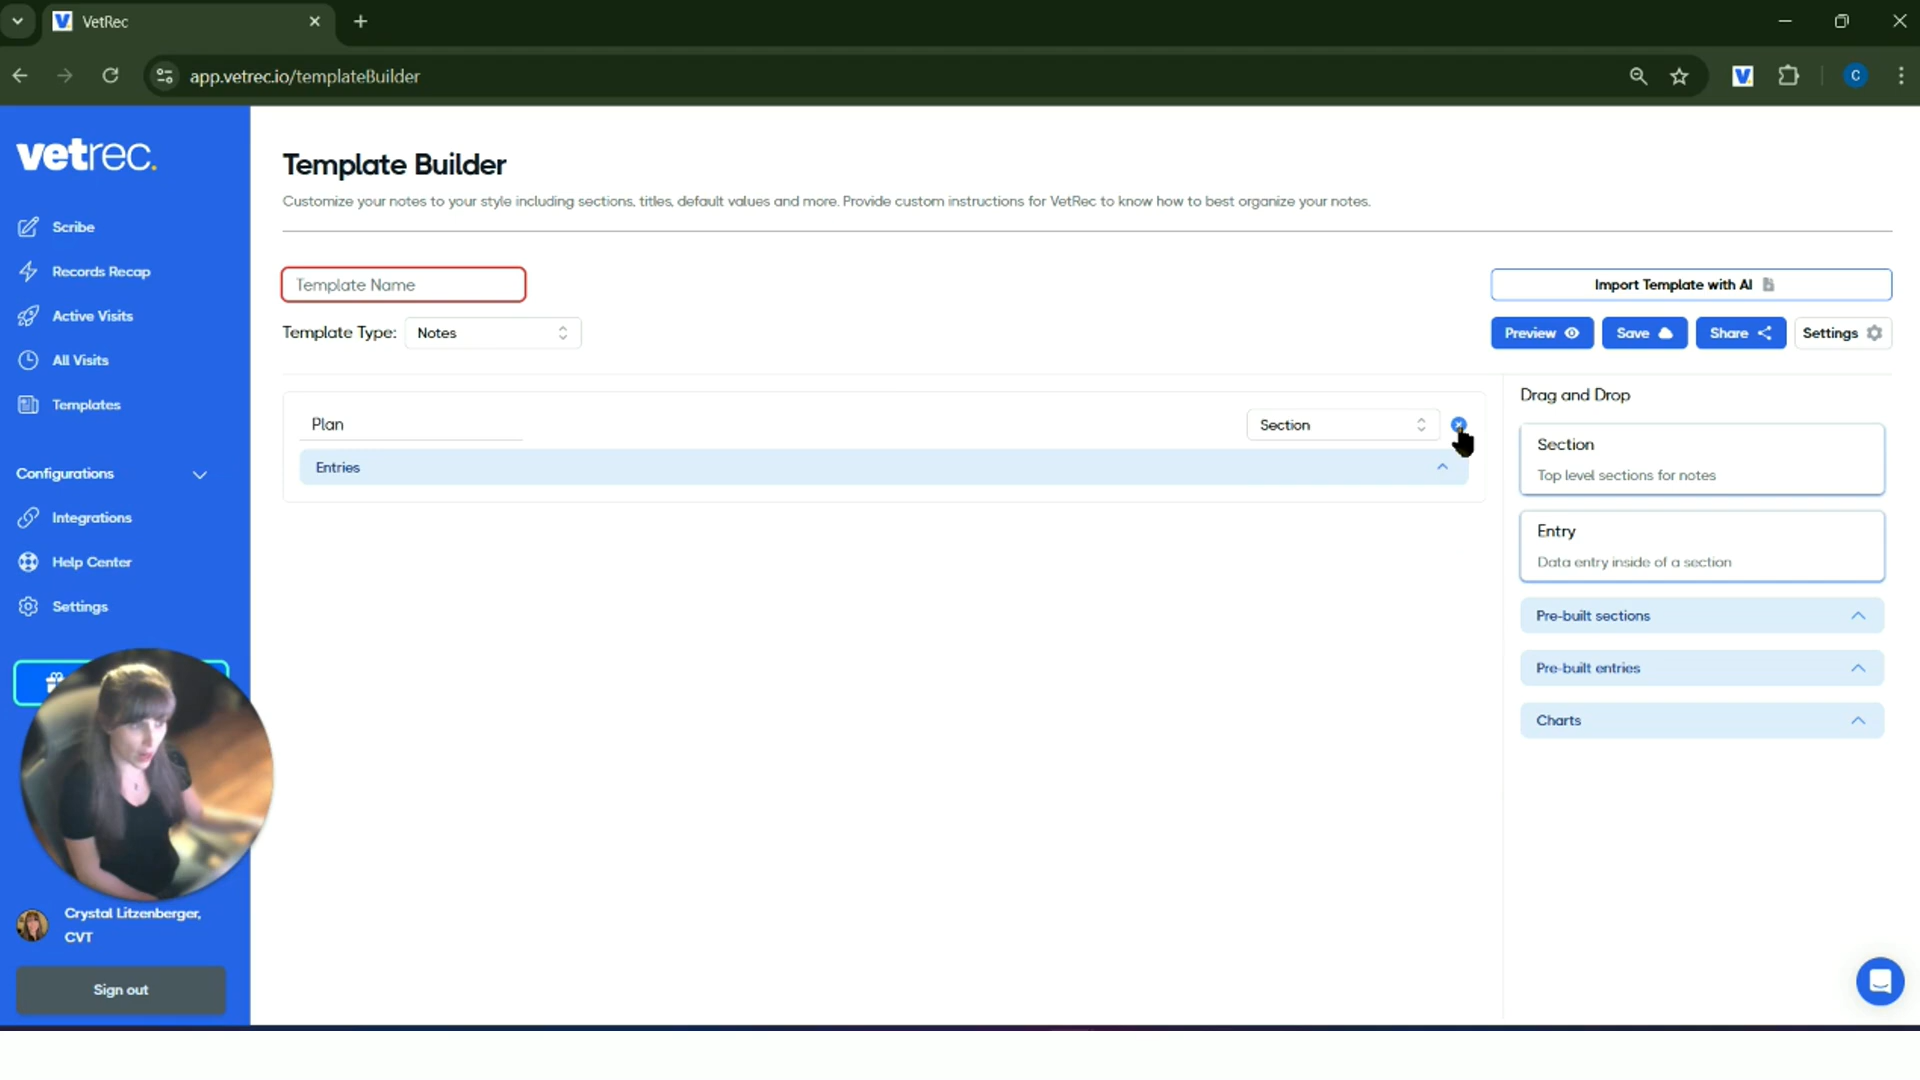 VetRec
app.vetrec.io/templateBuilder
C
vetrec.
Scribe
Records Recap
Active Visits
All Visits
Templates
Configurations
Integrations
Help Center
Settings
Crystal Litzenberger,
CVT
Sign out
Template Builder
Customize your notes to your style including sections, titles, default values and more. Provide custom instructions for VetRec to know how to best organize your notes.
Template Name
Import Template with AI
Template Type: Notes
Preview Save Share Settings
Plan
Section
Entries
Drag and Drop
Section
Top level sections for notes
Entry
Data entry inside of a section
Pre-built sections
Pre-built entries
Charts